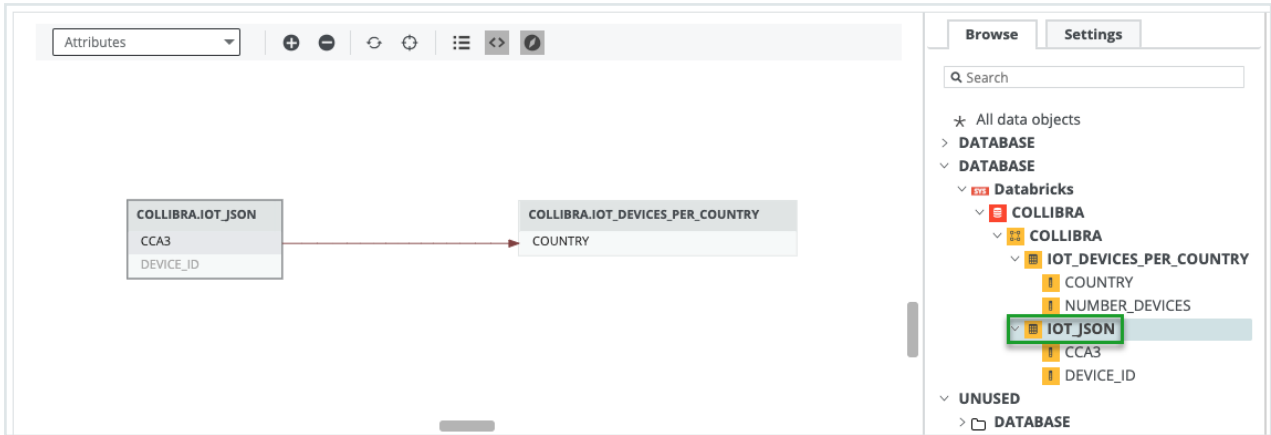 Attributes
Browse
Settings
Search
All data objects
DATABASE
DATABASE
SYS Databricks
COLLIBRA
COLLIBRA
IOT_DEVICES_PER_COUNTRY
COUNTRY
NUMBER_DEVICES
IOT_JSON
CCA3
DEVICE_ID
UNUSED
DATABASE
COLLIBRA.IOT_JSON
CCA3
DEVICE_ID
COLLIBRA.IOT_DEVICES_PER_COUNTRY
COUNTRY